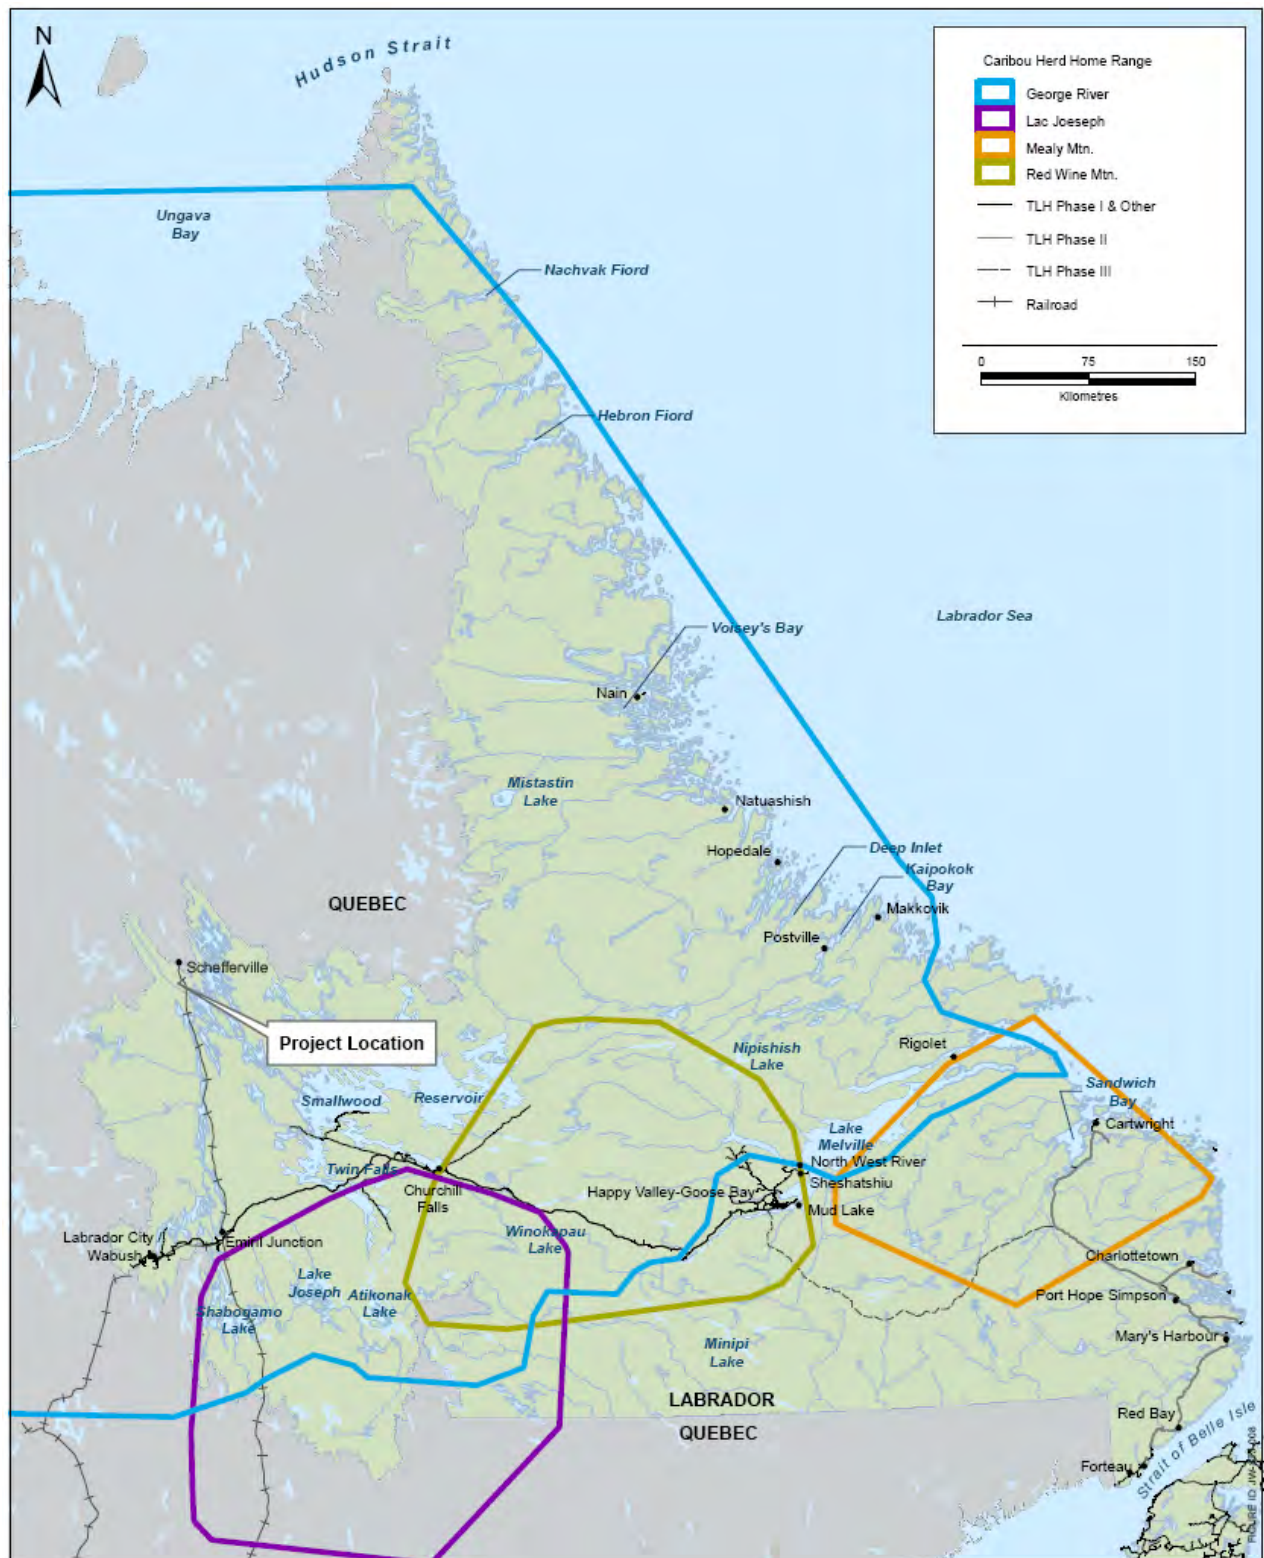 N
Hudson Strait
Caribou Herd Home Range
George River
Lac Joeseph
Mealy Mtn.
Red Wine Mtn.
TLH Phase I & Other
TLH Phase II
TLH Phase III
Railroad
0 75 150
Kilometres
Ungava
Bay
Nachvak Fiord
Hebron Fiord
Labrador Sea
Voisey's Bay
Nain
Mistastin
Lake
Natuashish
Hopedale
Deep Inlet
Kaipokok
Bay
QUEBEC
Makkovik
Postville
Schefferville
Project Location
Nipishish
Lake
Rigolet
Sandwich
Bay
Smallwood
Reservoir
Lake
Melville
Cartwright
Twin Falls
North West River
Sheshatshiu
Churchill
Falls
Happy Valley-Goose Bay
Mud Lake
Winokapau
Lake
Labrador City /
Wabush
Emiril Junction
Charlottetown
Lake
Joseph
Atikonak
Lake
Port Hope Simpson
Shabogamo
Lake
Mary's Harbour
Minipi
Lake
LABRADOR
QUEBEC
Red Bay
Strait of Belle Isle
Forteau
FIGURE ID: